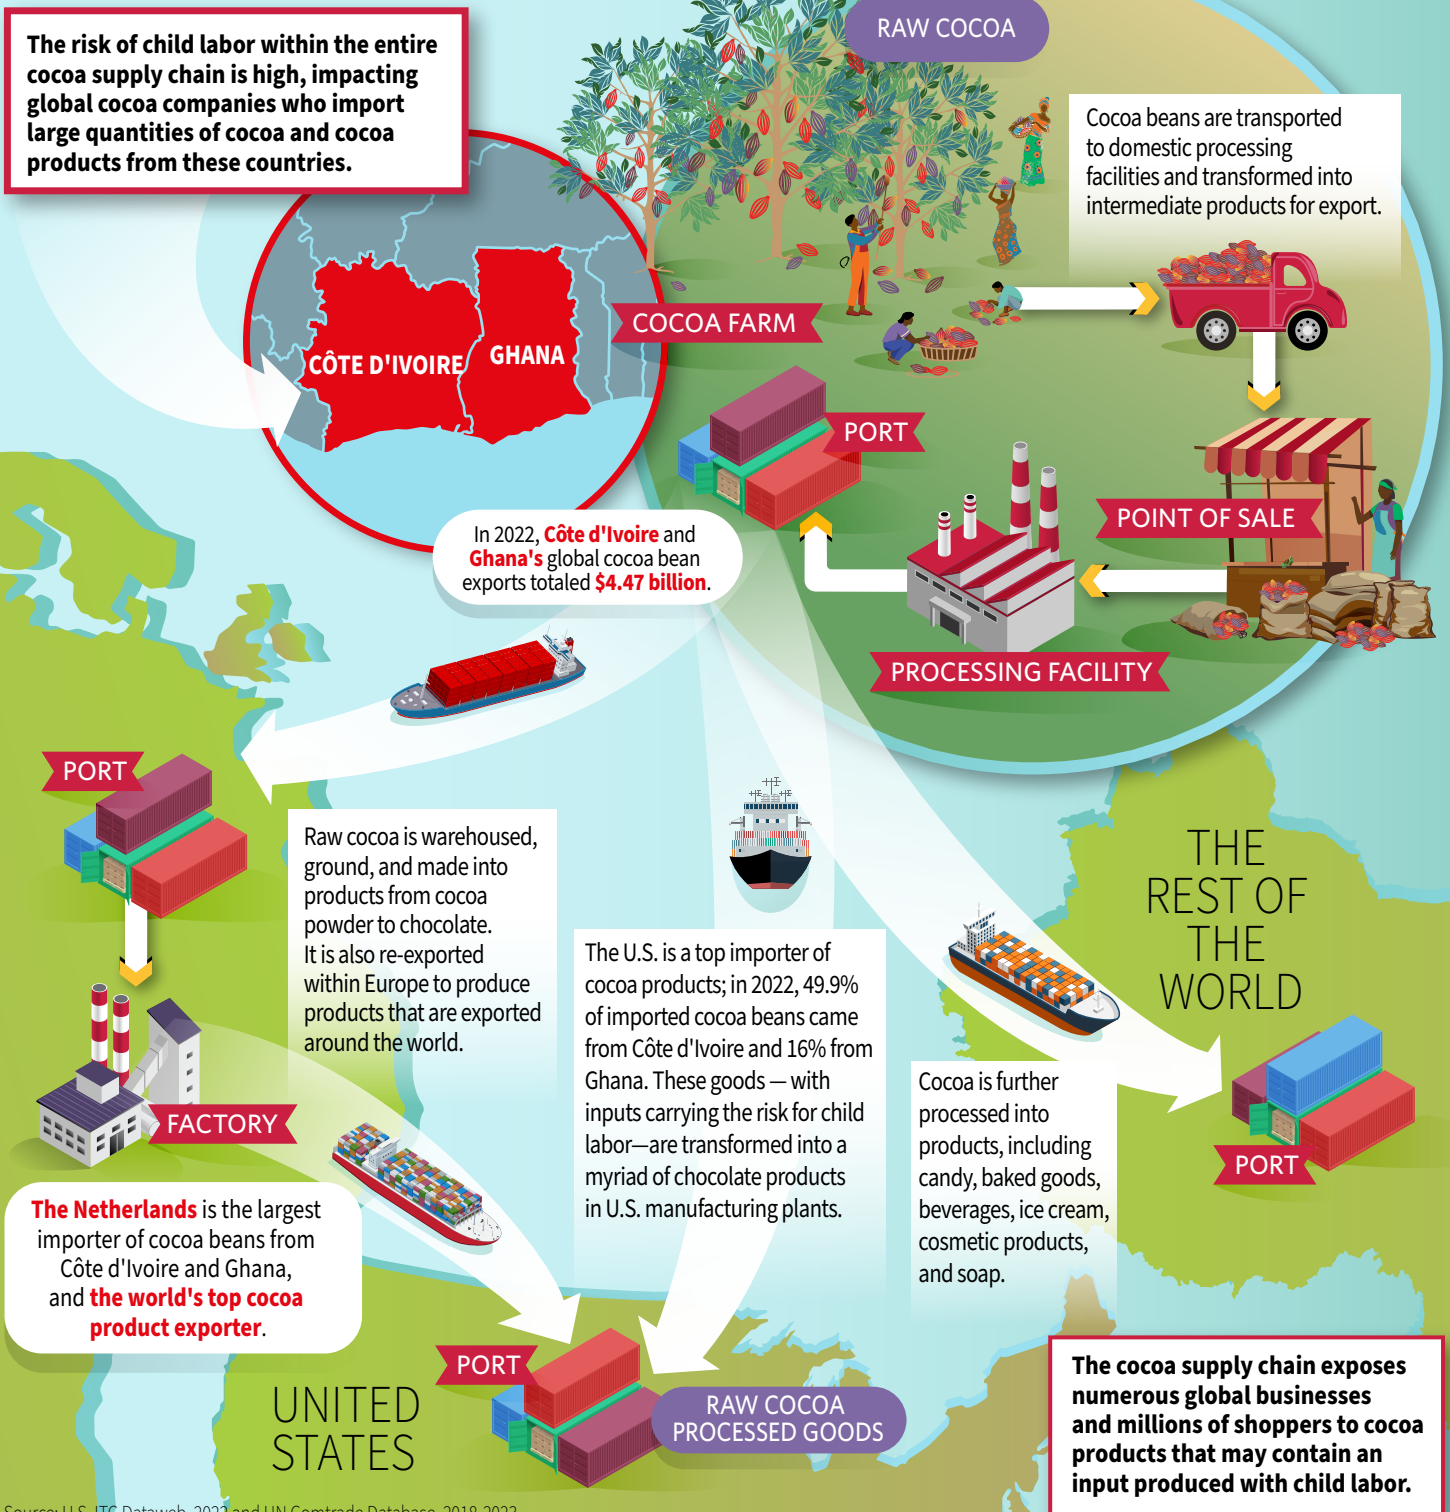 The risk of child labor within the entire
cocoa supply chain is high, impacting
global cocoa companies who import
large quantities of cocoa and cocoa
products from these countries.
RAW COCOA
Cocoa beans are transported
to domestic processing
facilities and transformed into
intermediate products for export.
COCOA FARM
CÔTE D'IVOIRE
GHANA
PORT
POINT OF SALE
PROCESSING FACILITY
In 2022, Côte d'Ivoire and
Ghana's global cocoa bean
exports totaled $4.47 billion.
PORT
Raw cocoa is warehoused,
ground, and made into
products from cocoa
powder to chocolate.
It is also re-exported
within Europe to produce
products that are exported
around the world.
FACTORY
The Netherlands is the largest
importer of cocoa beans from
Côte d'Ivoire and Ghana,
and the world's top cocoa
product exporter.
The U.S. is a top importer of
cocoa products; in 2022, 49.9%
of imported cocoa beans came
from Côte d'Ivoire and 16% from
Ghana. These goods — with
inputs carrying the risk for child
labor—are transformed into a
myriad of chocolate products
in U.S. manufacturing plants.
THE
REST OF
THE
WORLD
PORT
Cocoa is further
processed into
products, including
candy, baked goods,
beverages, ice cream,
cosmetic products,
and soap.
PORT
UNITED
STATES
RAW COCOA
PROCESSED GOODS
The cocoa supply chain exposes
numerous global businesses
and millions of shoppers to cocoa
products that may contain an
input produced with child labor.
Source: U.S. ITC Dataweb, 2022 and UN Comtrade Database, 2018-2023